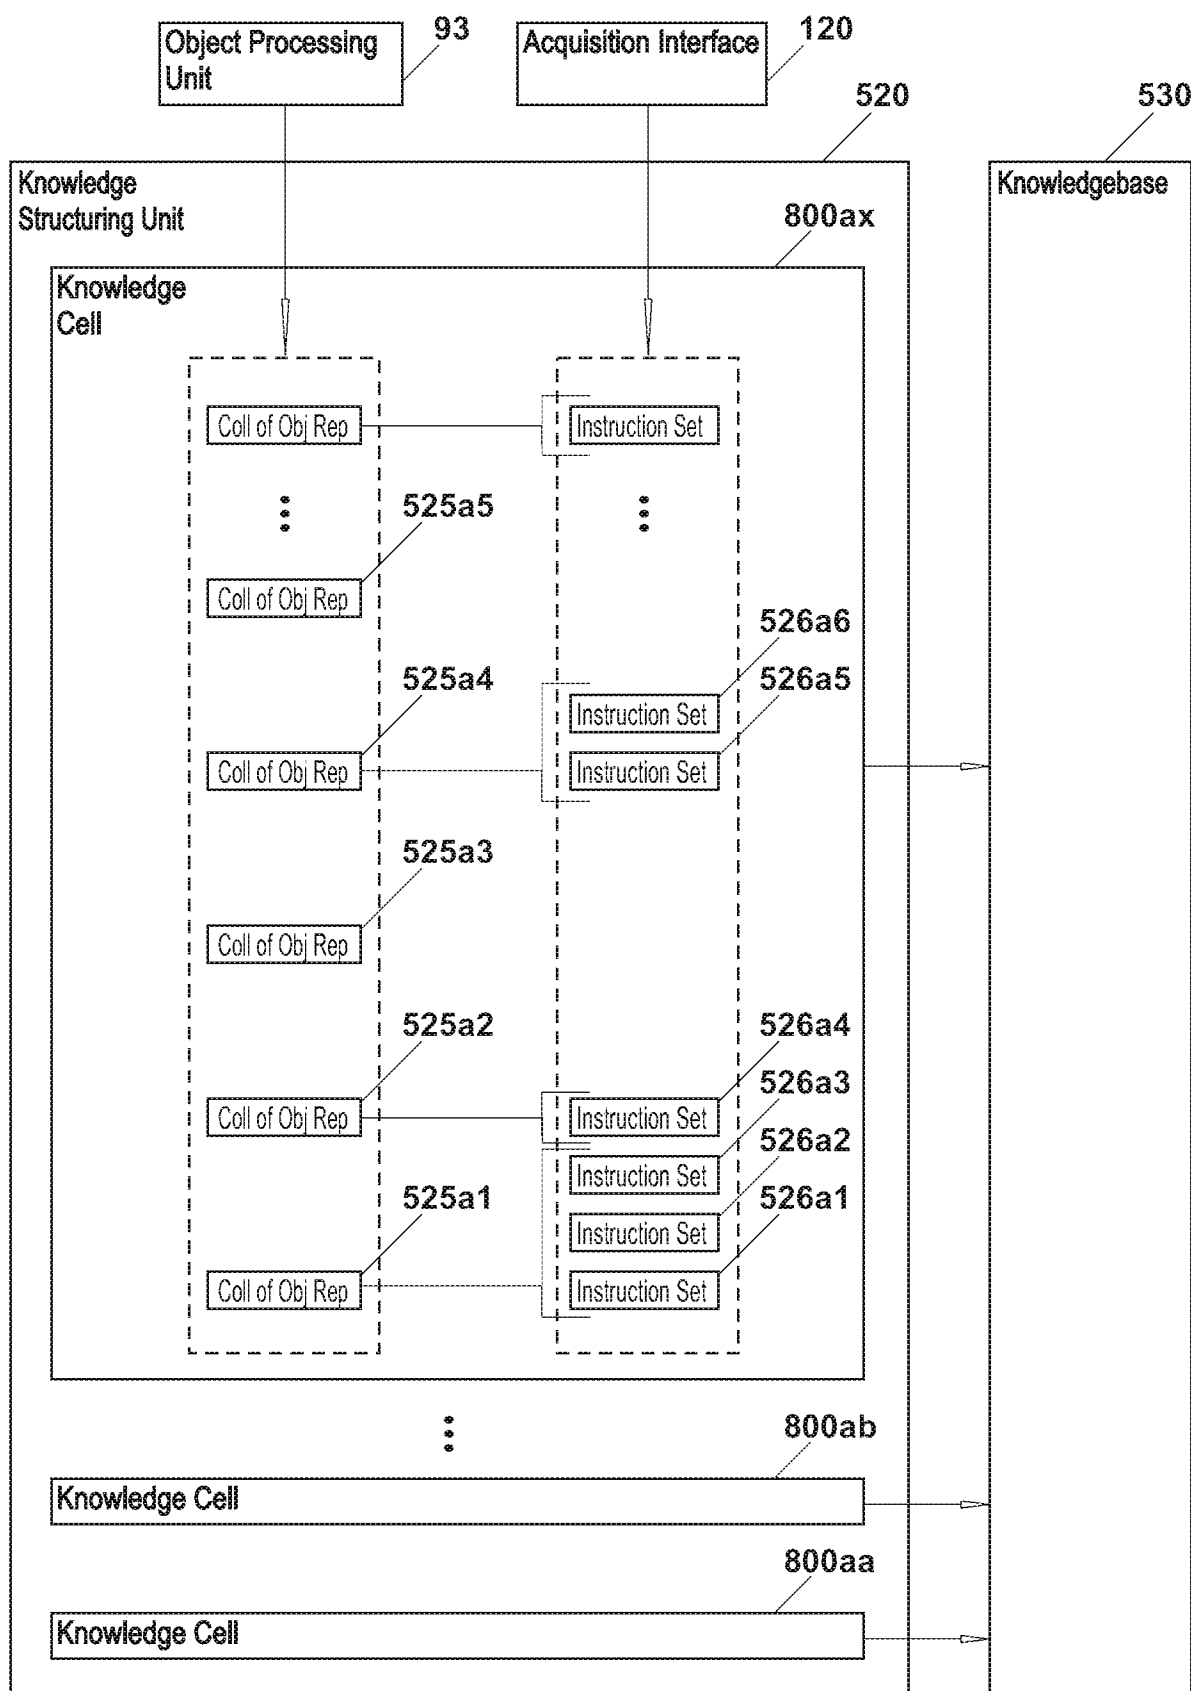 Object Processing
Unit
93
Acquisition Interface
120
520
530
Knowledge
Structuring Unit
Knowledgebase
800ax
Knowledge
Cell
Coll of Obj Rep
Instruction Set
525a5
Coll of Obj Rep
526a6
525a4
526a5
Instruction Set
Coll of Obj Rep
Instruction Set
525a3
Coll of Obj Rep
525a2
526a4
526a3
Coll of Obj Rep
Instruction Set
526a2
Instruction Set
525a1
526a1
Instruction Set
Coll of Obj Rep
Instruction Set
800ab
Knowledge Cell
800aa
Knowledge Cell